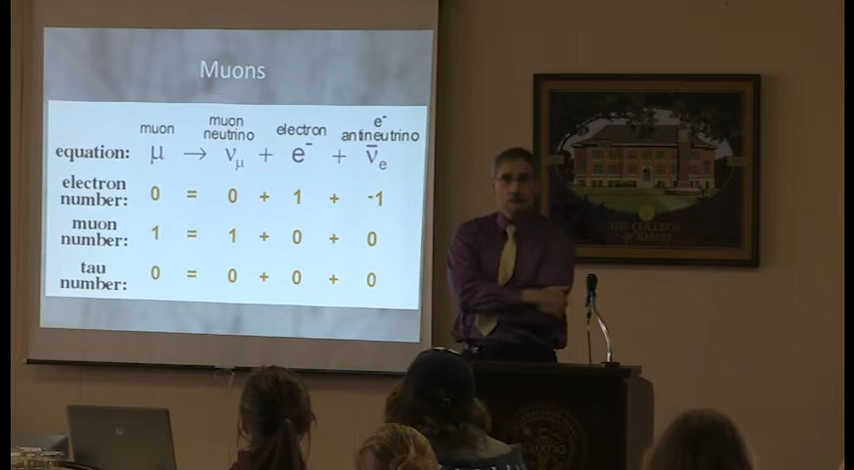 Muons
muon
muon neutrino
electron
e⁻ antineutrino
equation: μ → ν_μ + e⁻ + ν̄_e
electron number: 0 = 0 + 1 + -1
muon number: 1 = 1 + 0 + 0
tau number: 0 = 0 + 0 + 0
THE COLLEGE
of IDAHO